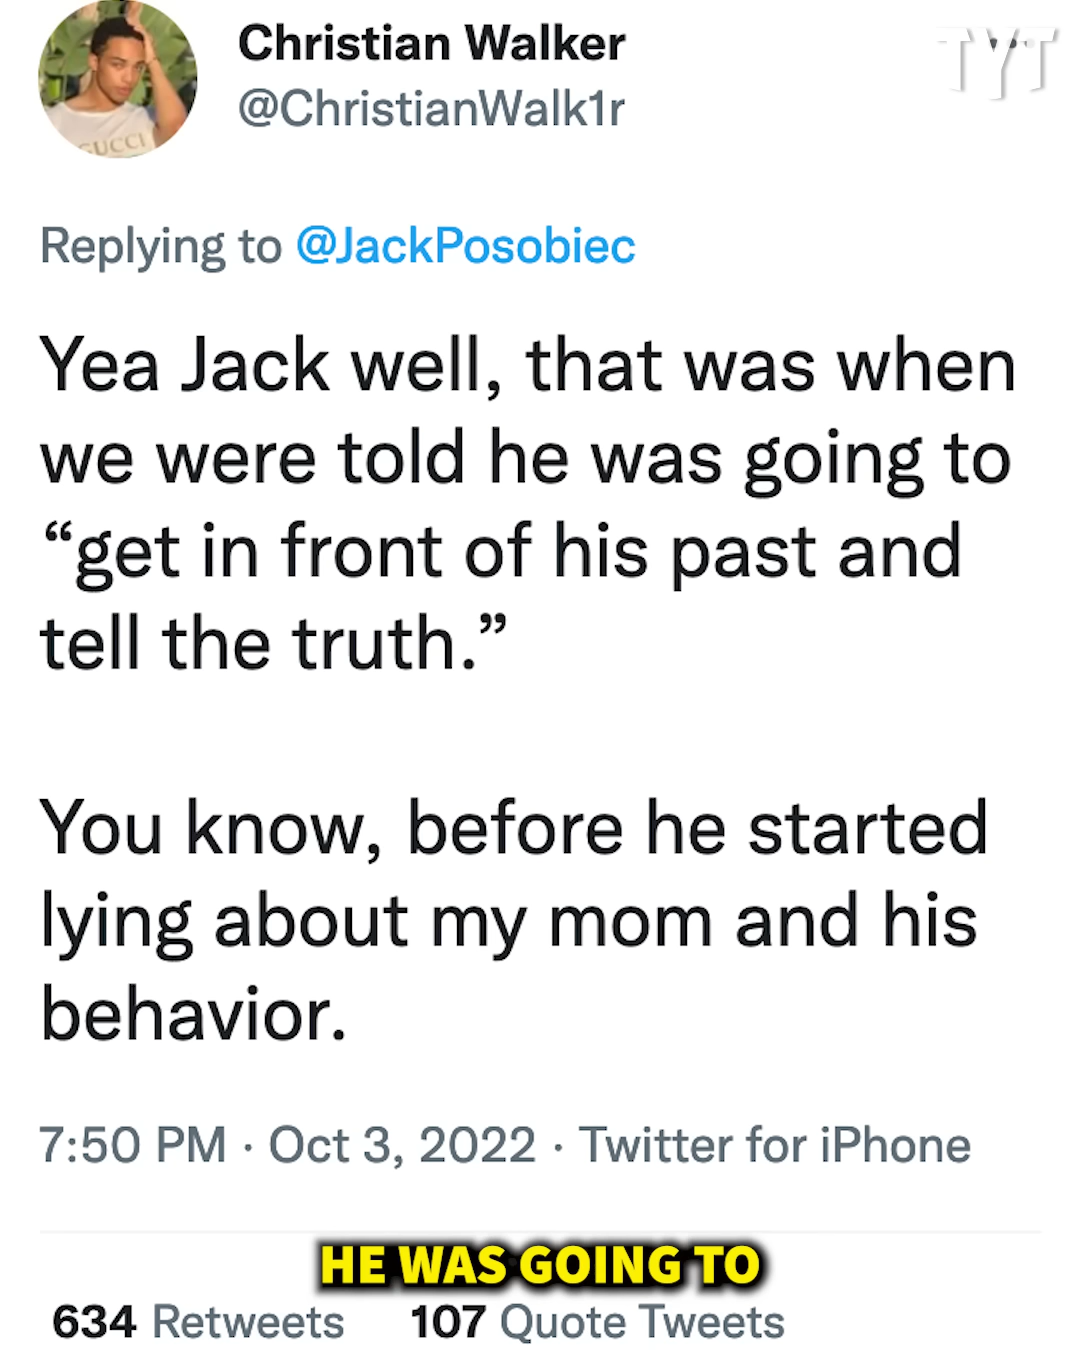 Christian Walker
@ChristianWalk1r
TYT
GUCCI
Replying to @JackPosobiec
Yea Jack well, that was when
we were told he was going to
“get in front of his past and
tell the truth.”
You know, before he started
lying about my mom and his
behavior.
7:50 PM · Oct 3, 2022 · Twitter for iPhone
HE WAS GOING TO
634 Retweets 107 Quote Tweets